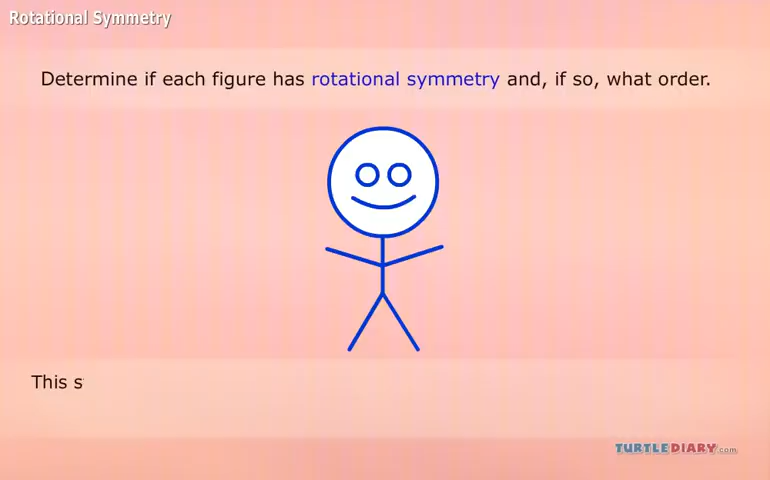 Rotational Symmetry
Determine if each figure has rotational symmetry and, if so, what order.
This s
TURTLEDIARY.com